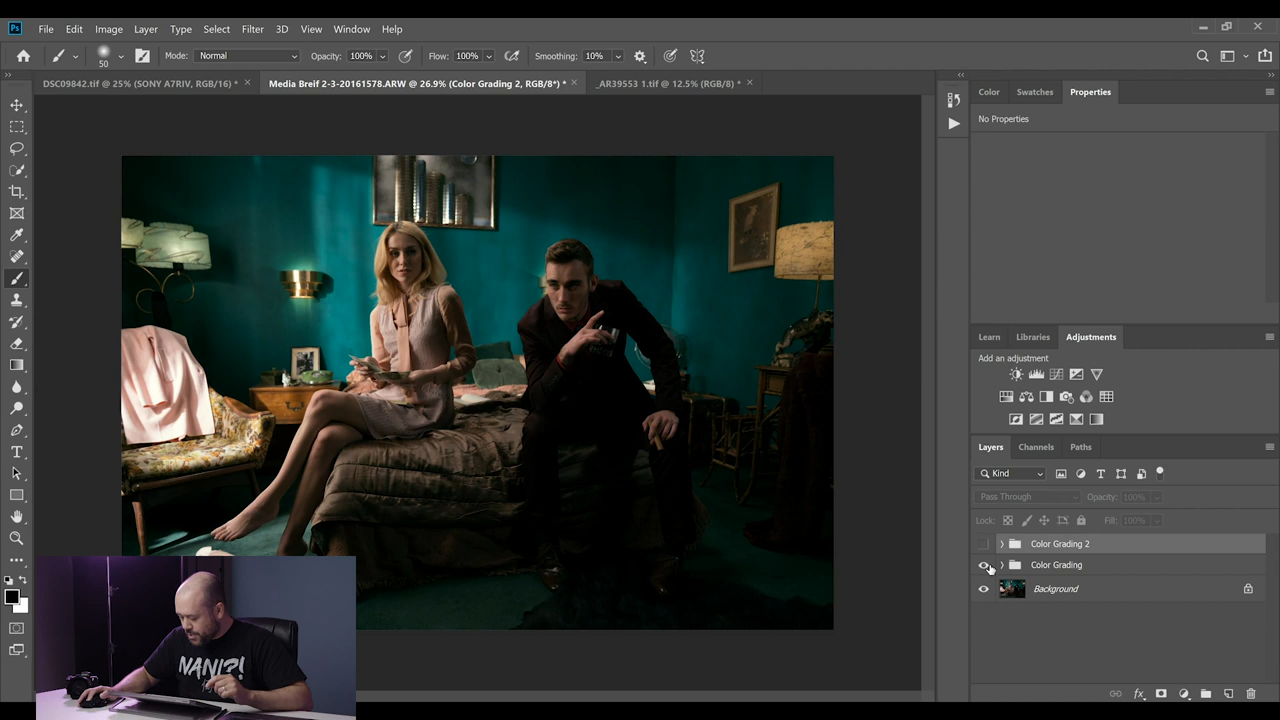 Ps File Edit Image Layer Type Select Filter 3D View Window Help
50 Mode: Normal Opacity: 100% Flow: 100% Smoothing: 10%
DSC09842.tif @ 25% (SONY A7RIV, RGB/16) * × Media Breif 2-3-20161578.ARW @ 26.9% (Color Grading 2, RGB/8*) * × _AR39553 1.tif @ 12.5% (RGB/8) * ×
Color Swatches Properties
No Properties
Learn Libraries Adjustments
Add an adjustment
Layers Channels Paths
Kind
Pass Through Opacity: 100%
Lock: Fill: 100%
Color Grading 2
Color Grading
Background
fx
NANI?!